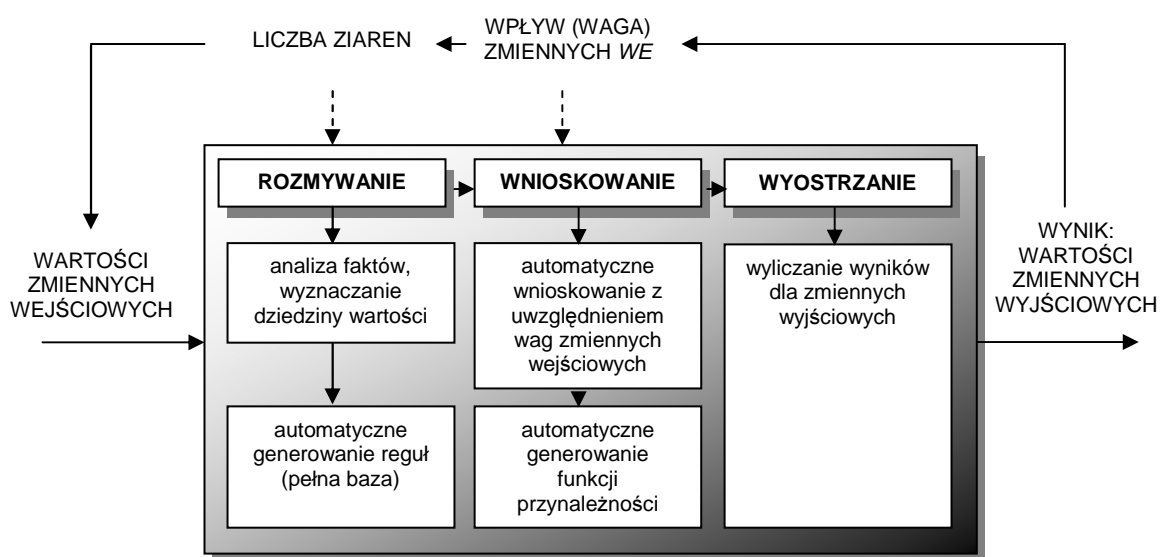 LICZBA ZIAREN
WPŁYW (WAGA)
ZMIENNYCH WE
ROZMYWANIE
WNIOSKOWANIE
WYOSTRZANIE
WARTOŚCI
ZMIENNYCH
WEJŚCIOWYCH
analiza faktów,
wyznaczanie
dziedziny wartości
automatyczne
generowanie reguł
(pełna baza)
automatyczne
wnioskowanie z
uwzględnieniem
wag zmiennych
wejściowych
automatyczne
generowanie
funkcji
przynależności
wyliczanie wyników
dla zmiennych
wyjściowych
WYNIK:
WARTOŚCI
ZMIENNYCH
WYJŚCIOWYCH